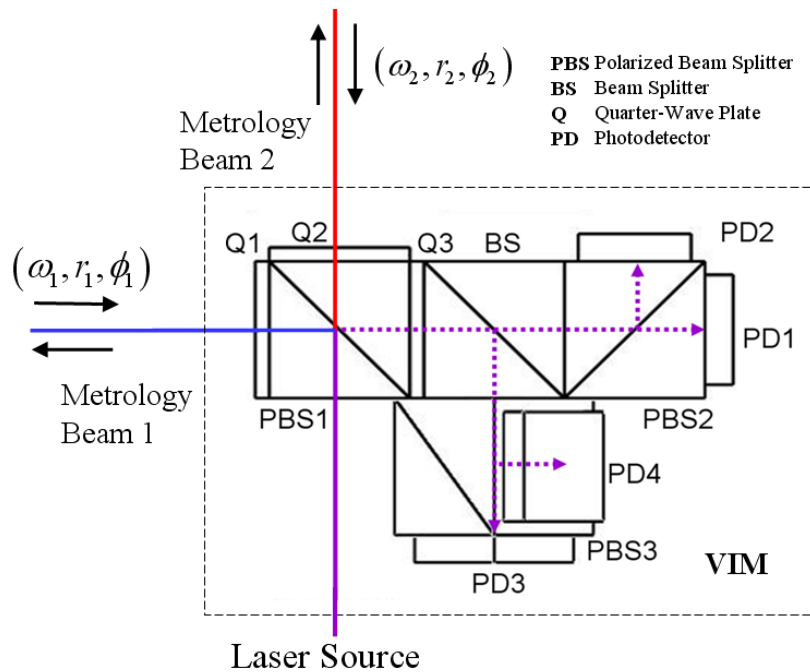 (ω₂, r₂, ϕ₂)
PBS Polarized Beam Splitter
BS Beam Splitter
Q Quarter-Wave Plate
PD Photodetector
Metrology
Beam 2
Q1
Q2
Q3
BS
PD2
(ω₁, r₁, ϕ₁)
PD1
Metrology
Beam 1
PBS1
PBS2
PD4
PBS3
PD3
VIM
Laser Source